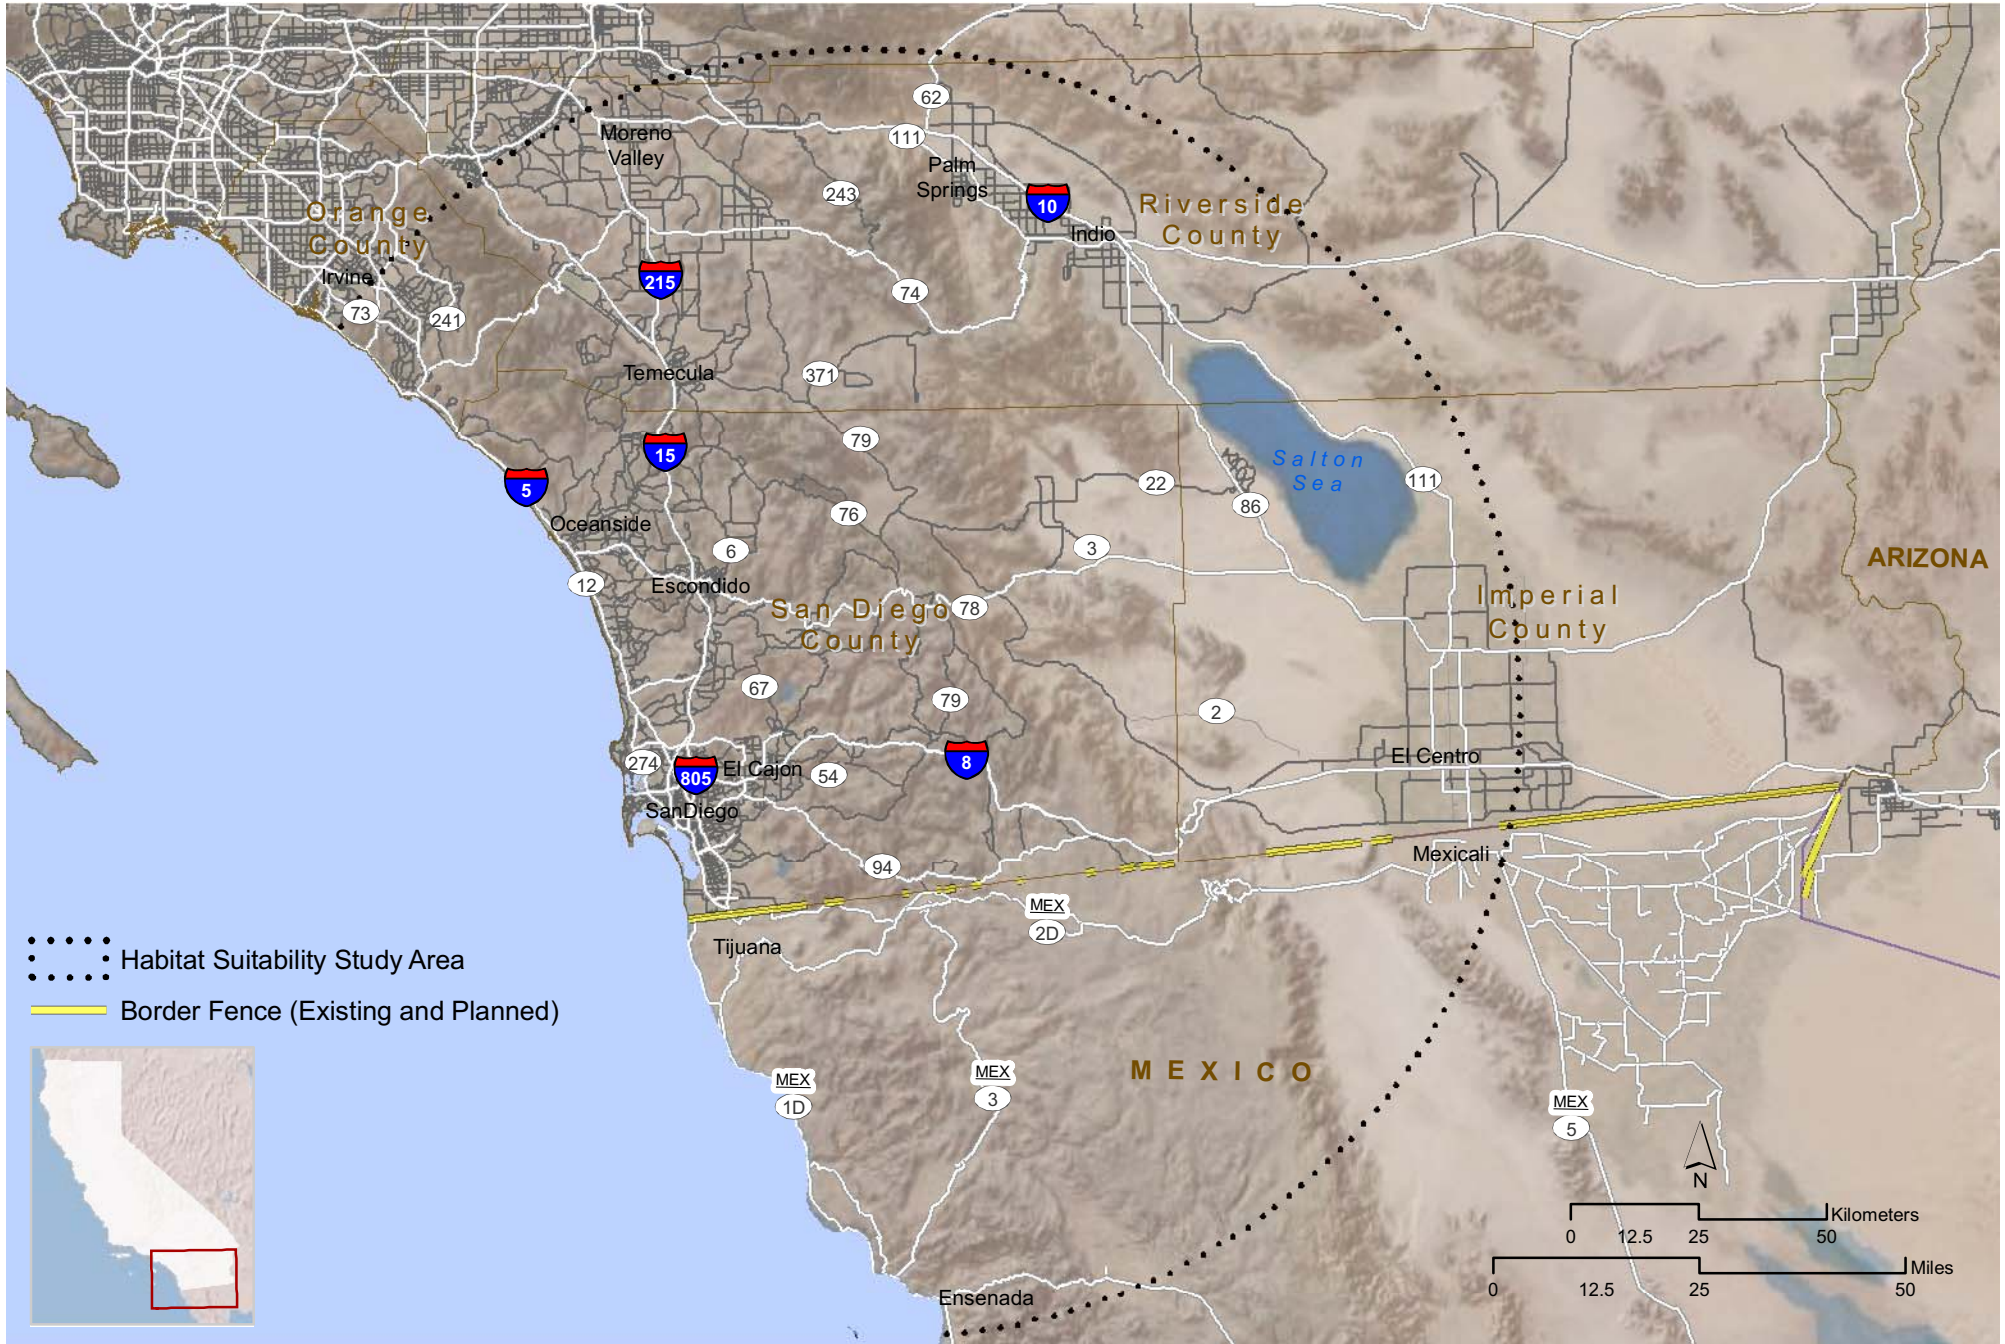 62
111
Moreno
Valley
Palm
Springs
243
10
Riverside
County
Orange
County
Indio
Irvine
215
73
241
74
Temecula
371
79
15
Salton
Sea
5
22
111
86
76
Oceanside
3
6
ARIZONA
12
Escondido
San Diego
County
78
Imperial
County
67
79
2
274
805
El Cajon
54
8
El Centro
SanDiego
94
Mexicali
MEX
2D
Tijuana
Habitat Suitability Study Area
Border Fence (Existing and Planned)
MEXICO
MEX
1D
MEX
3
MEX
5
N
Kilometers
0 12.5 25 50
Miles
0 12.5 25 50
Ensenada